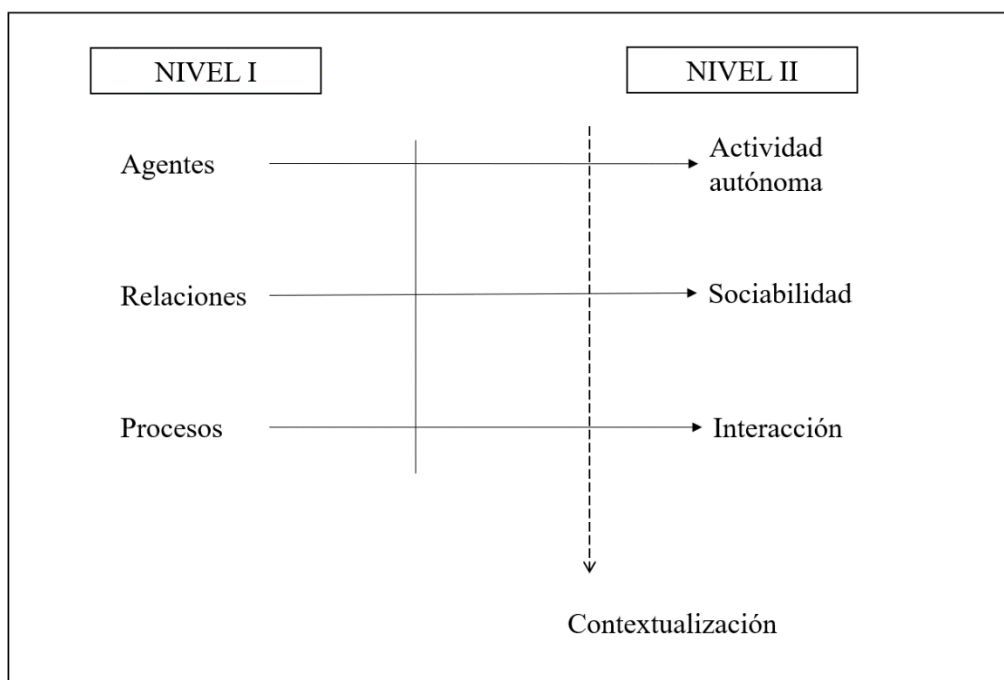 NIVEL I
NIVEL II
Agentes
Actividad
autónoma
Relaciones
Sociabilidad
Procesos
Interacción
Contextualización